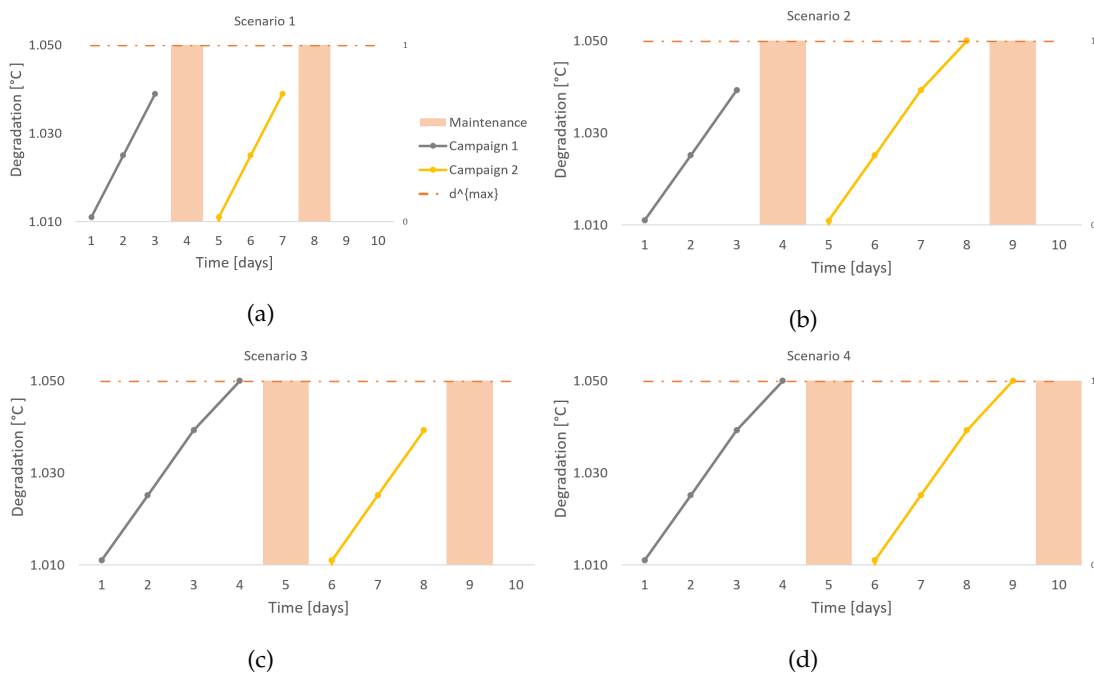 Scenario 1
1.050
1.030
1.010
Degradation [°C]
1
0
1 2 3 4 5 6 7 8 9 10
Time [days]
Maintenance
Campaign 1
Campaign 2
d^{max}
(a)
Scenario 2
1.050
1.030
1.010
Degradation [°C]
1
0
1 2 3 4 5 6 7 8 9 10
Time [days]
(b)
Scenario 3
1.050
1.030
1.010
Degradation [°C]
1 2 3 4 5 6 7 8 9 10
Time [days]
(c)
Scenario 4
1.050
1.030
1.010
Degradation [°C]
1
0
1 2 3 4 5 6 7 8 9 10
Time [days]
(d)